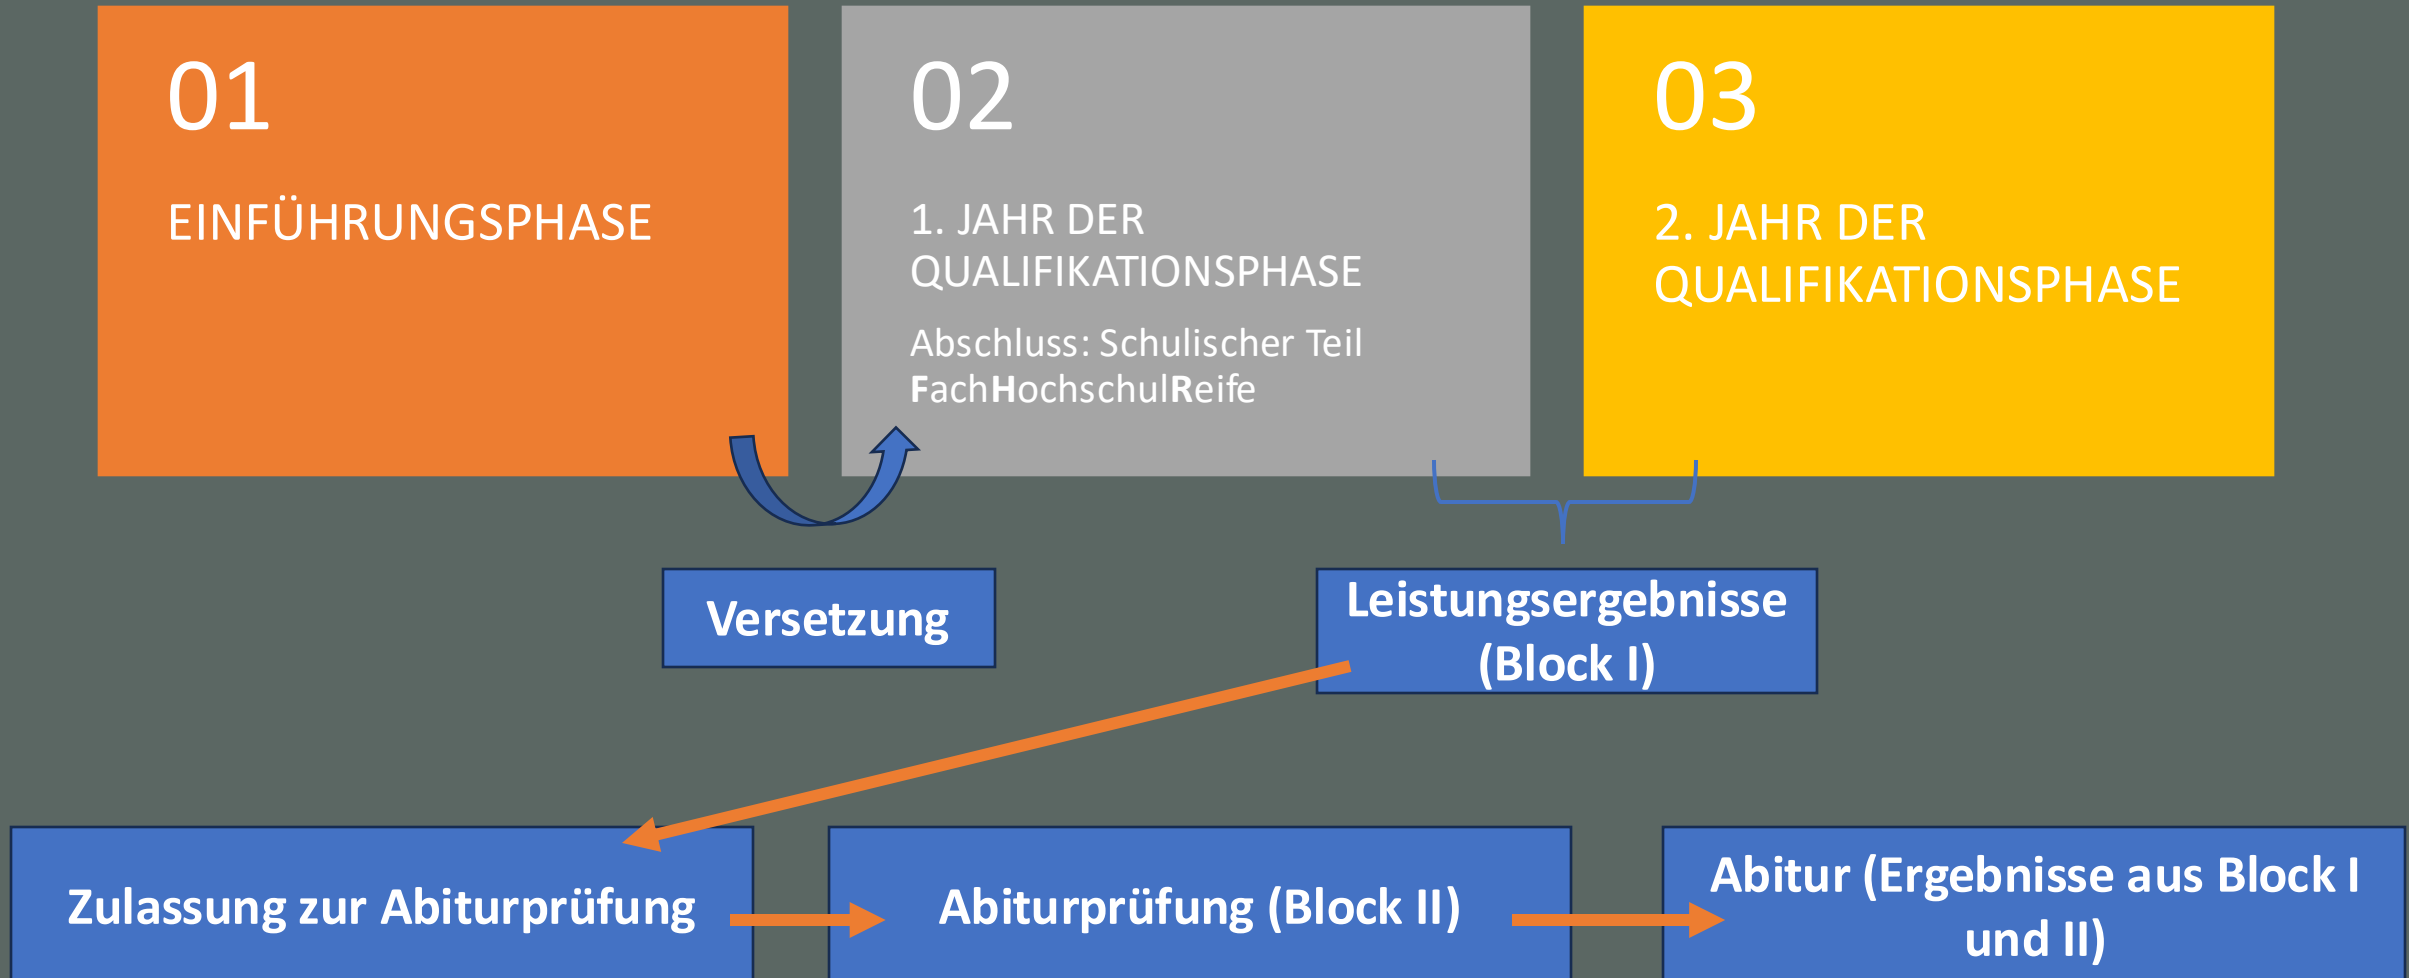 01
EINFÜHRUNGSPHASE
02
1. JAHR DER
QUALIFIKATIONSPHASE
Abschluss: Schulischer Teil
FachHochschulReife
03
2. JAHR DER
QUALIFIKATIONSPHASE
Versetzung
Leistungsergebnisse
(Block I)
Zulassung zur Abiturprüfung
Abiturprüfung (Block II)
Abitur (Ergebnisse aus Block I
und II)